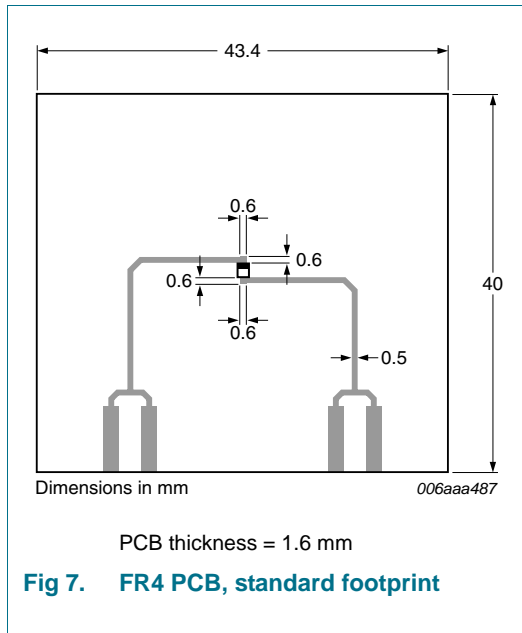 43.4
0.6
0.6
0.6
40
0.6
0.5
Dimensions in mm 006aaa487
PCB thickness = 1.6 mm
Fig 7. FR4 PCB, standard footprint